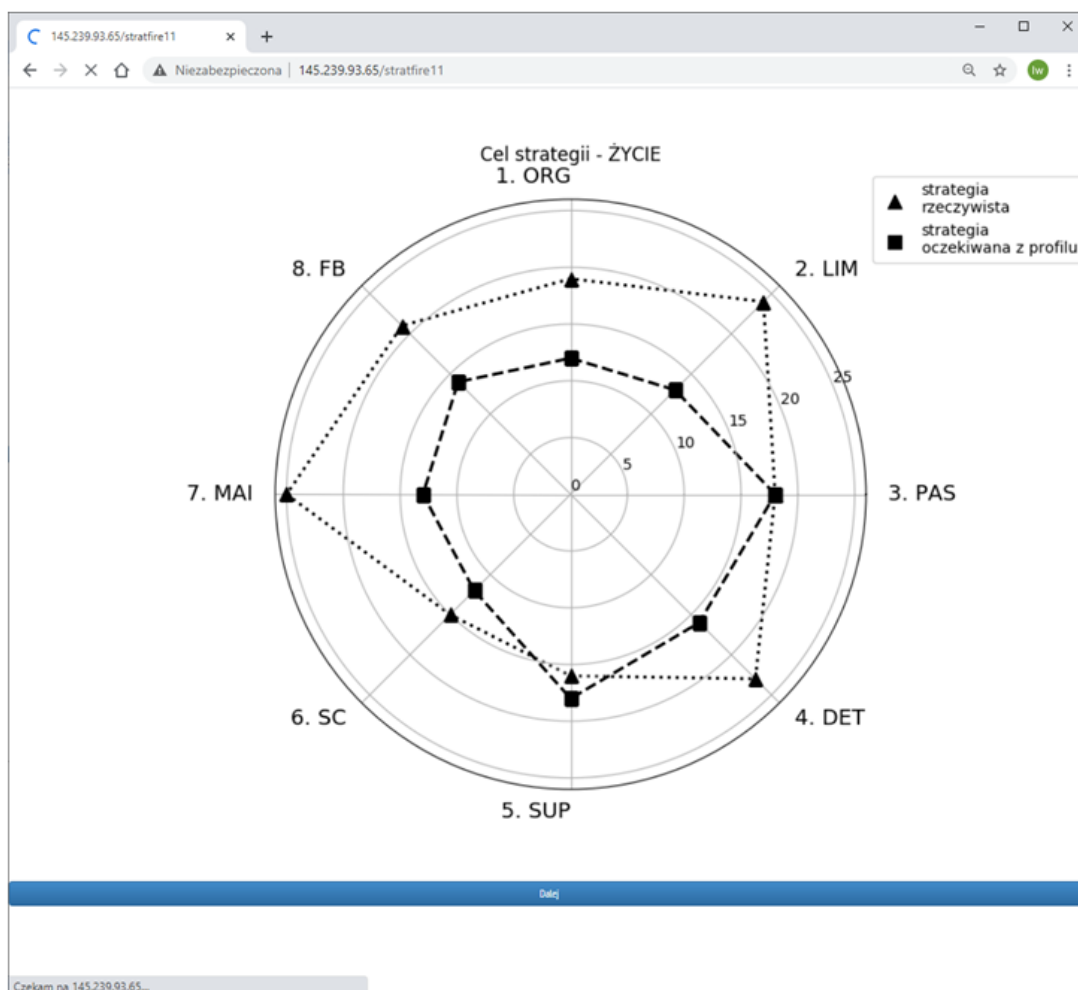 145.239.93.65/stratfire11
Niezabezpieczona 145.239.93.65/stratfire11
lw
Cel strategii - ŻYCIE
1. ORG
strategia
rzeczywista
strategia
oczekiwana z profilu
8. FB
2. LIM
25
20
15
10
5
0
7. MAI
3. PAS
6. SC
4. DET
5. SUP
Dalej
Czekam na 145.239.93.65...